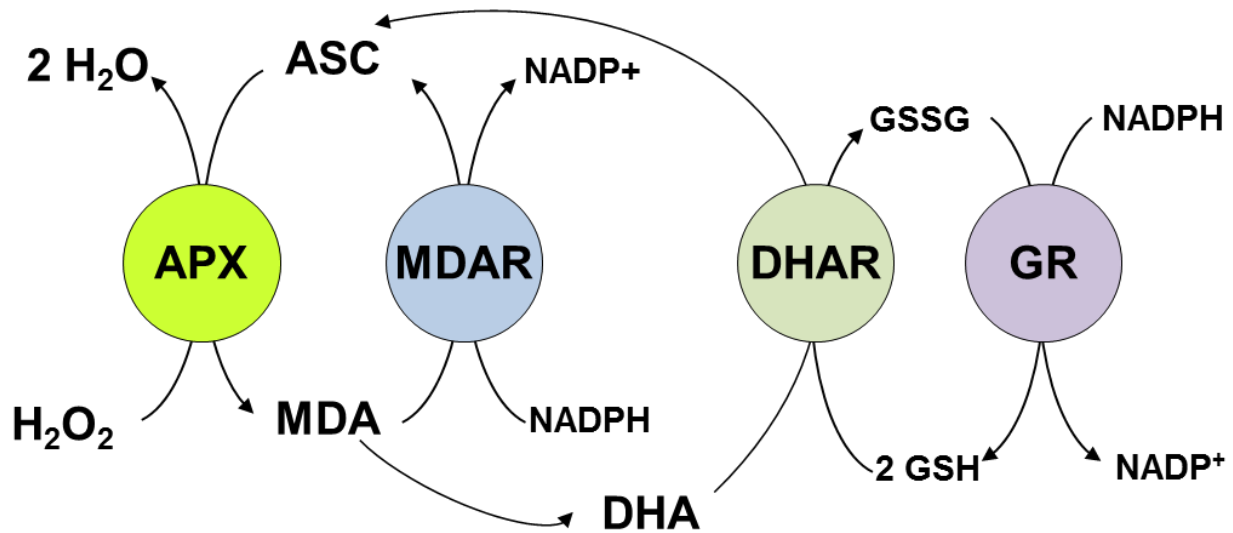 2 H₂O
ASC
NADP+
GSSG
NADPH
APX
MDAR
DHAR
GR
H₂O₂
MDA
NADPH
2 GSH
NADP⁺
DHA